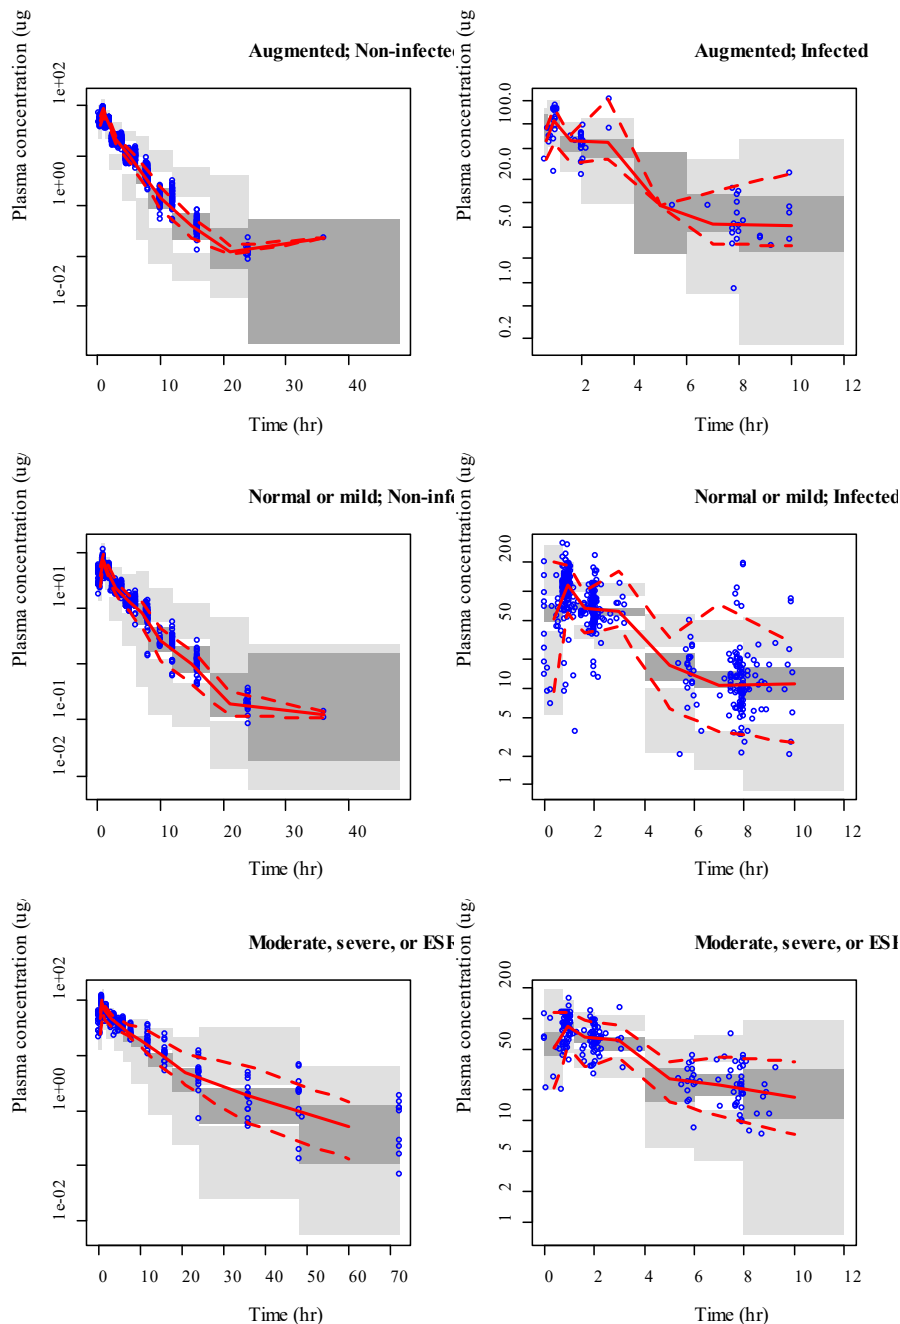 Augmented; Non-infected
Augmented; Infected
Plasma concentration (ug/
Plasma concentration (ug/
1e+02
1e+00
1e-02
100.0
20.0
5.0
1.0
0.2
0 10 20 30 40
2 4 6 8 10 12
Time (hr)
Time (hr)
Normal or mild; Non-infe
Normal or mild; Infected
Plasma concentration (ug/
Plasma concentration (ug/
1e+01
1e-01
1e-02
200
50
10
5
2
1
0 10 20 30 40
0 2 4 6 8 10 12
Time (hr)
Time (hr)
Moderate, severe, or ESR
Moderate, severe, or ESR
Plasma concentration (ug/
Plasma concentration (ug/
1e+02
1e+00
1e-02
200
50
10
5
2
1
0 10 20 30 40 50 60 70
0 2 4 6 8 10 12
Time (hr)
Time (hr)